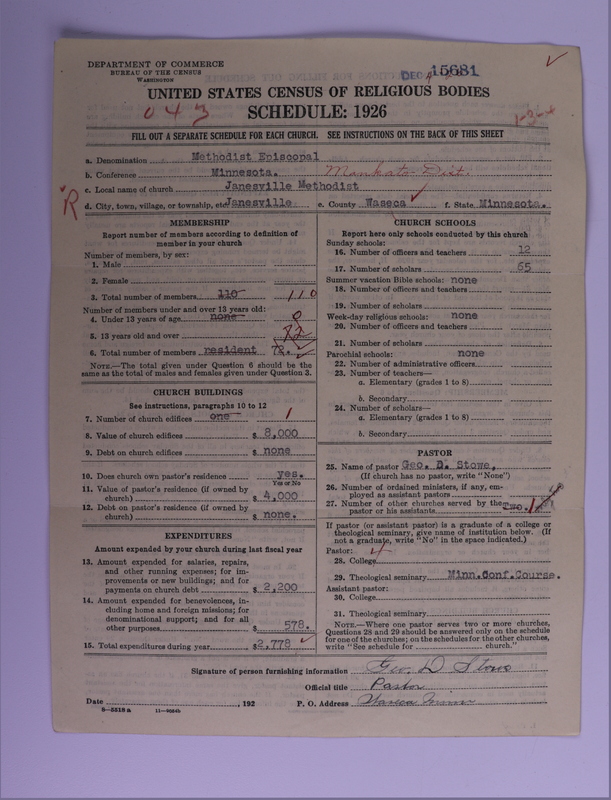 DEPARTMENT OF COMMERCE
BUREAU OF THE CENSUS
WASHINGTON
DEC 4
15681
UNITED STATES CENSUS OF RELIGIOUS BODIES
043
SCHEDULE: 1926
FILL OUT A SEPARATE SCHEDULE FOR EACH CHURCH. SEE INSTRUCTIONS ON THE BACK OF THIS SHEET
a. Denomination Methodist Episcopal
b. Conference Minnesota. Mankato Dist.
c. Local name of church Janesville Methodist
R
d. City, town, village, or township, etc. Janesville e. County Waseca f. State Minnesota.
MEMBERSHIP
Report number of members according to definition of
member in your church
Number of members, by sex:
1. Male
2. Female
3. Total number of members 110 110
Number of members under and over 13 years old:
4. Under 13 years of age none 0
5. 13 years old and over 72
6. Total number of members resident 72.
NOTE.—The total given under Question 6 should be the
same as the total of males and females given under Question 3.
CHURCH BUILDINGS
See instructions, paragraphs 10 to 12
7. Number of church edifices one 1
8. Value of church edifices $ 8,000
9. Debt on church edifices $ none
10. Does church own pastor's residence yes.
Yes or No
11. Value of pastor's residence (if owned by
church) $ 4,000
12. Debt on pastor's residence (if owned by
church) $ none.
EXPENDITURES
Amount expended by your church during last fiscal year
13. Amount expended for salaries, repairs,
and other running expenses; for im-
provements or new buildings; and for
payments on church debt $ 2,200
14. Amount expended for benevolences, in-
cluding home and foreign missions; for
denominational support; and for all
other purposes $ 578.
15. Total expenditures during year $2,778
CHURCH SCHOOLS
Report here only schools conducted by this church
Sunday schools:
16. Number of officers and teachers 12
17. Number of scholars 65
Summer vacation Bible schools: none
18. Number of officers and teachers
19. Number of scholars
Week-day religious schools: none
20. Number of officers and teachers
21. Number of scholars
Parochial schools: none
22. Number of administrative officers
23. Number of teachers—
a. Elementary (grades 1 to 8)
b. Secondary
24. Number of scholars—
a. Elementary (grades 1 to 8)
b. Secondary
PASTOR
25. Name of pastor Geo. D. Stowe,
(If church has no pastor, write "None")
26. Number of ordained ministers, if any, em-
ployed as assistant pastors
27. Number of other churches served by the
pastor or his assistants Two. 1
If pastor (or assistant pastor) is a graduate of a college or
theological seminary, give name of institution below. (If
not a graduate, write "No" in the space indicated.)
Pastor:
28. College
29. Theological seminary Minn.Conf.Course.
Assistant pastor:
30. College
31. Theological seminary
NOTE.—Where one pastor serves two or more churches,
Questions 28 and 29 should be answered only on the schedule
for one of the churches; on the schedules for the other churches,
write "See schedule for church."
Signature of person furnishing information Geo. D Stowe
Official title Pastor
Date , 192 P. O. Address Waseca Minn
8—5318 a 11—9664b